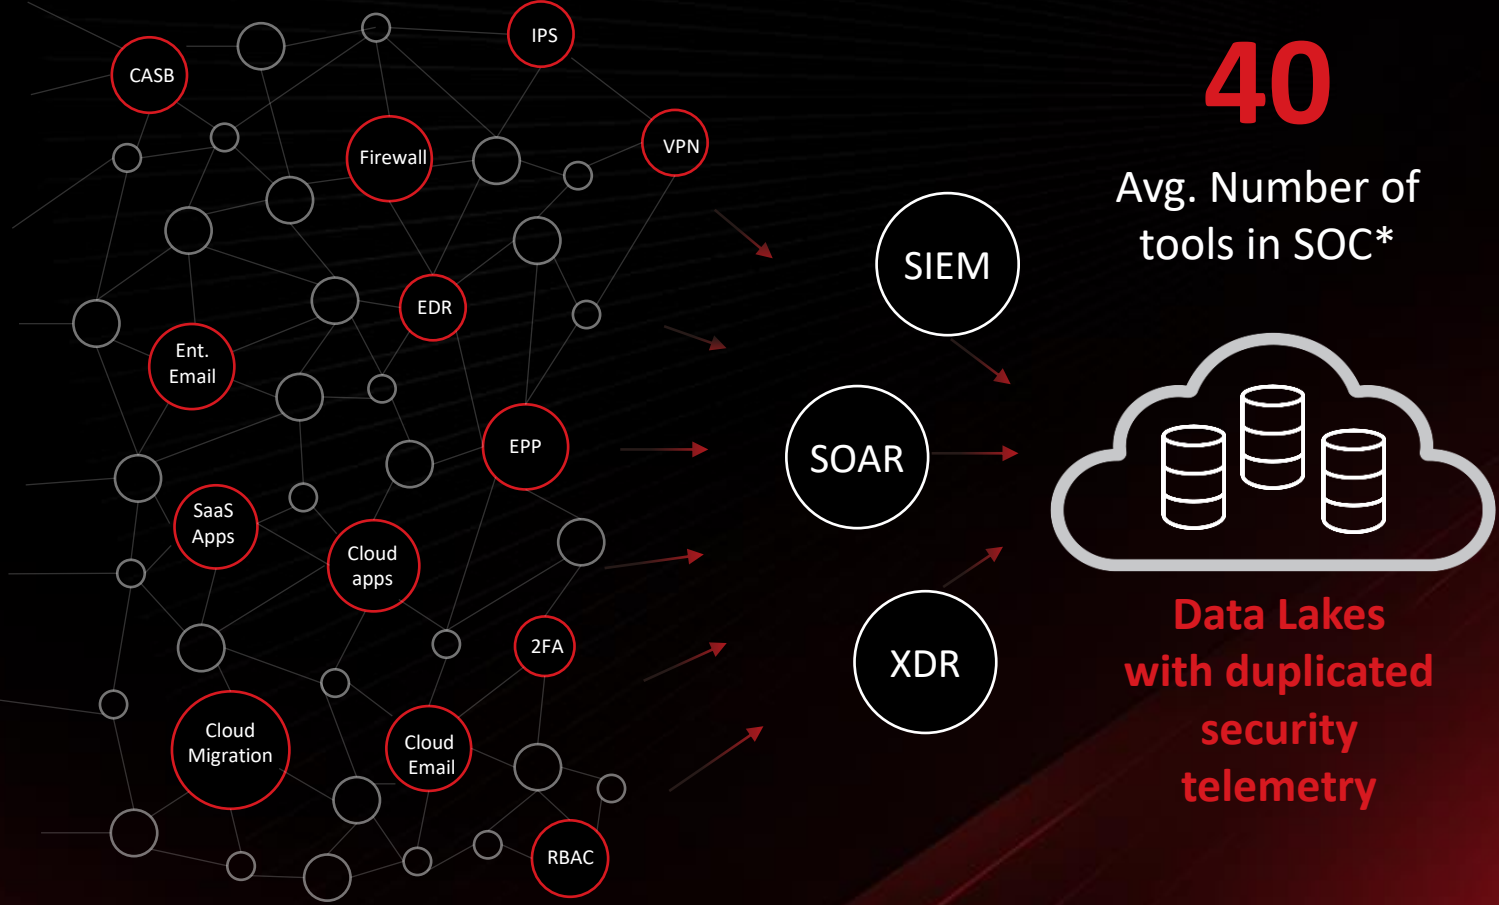 IPS
CASB
VPN
Firewall
EDR
Ent.
Email
EPP
SaaS
Apps
Cloud
apps
2FA
Cloud
Migration
Cloud
Email
RBAC
SIEM
SOAR
XDR
40
Avg. Number of
tools in SOC*
Data Lakes
with duplicated
security
telemetry